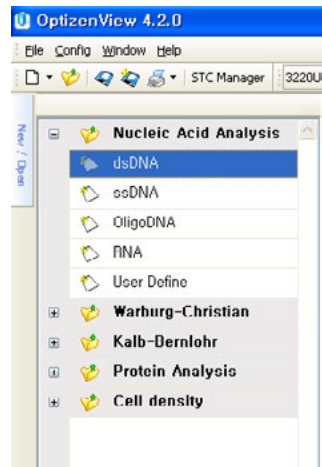 OptizenView 4.2.0
File Config Window Help
STC Manager 3220U
New / Open
Nucleic Acid Analysis
dsDNA
ssDNA
OligoDNA
RNA
User Define
Warburg-Christian
Kalb-Bernlohr
Protein Analysis
Cell density